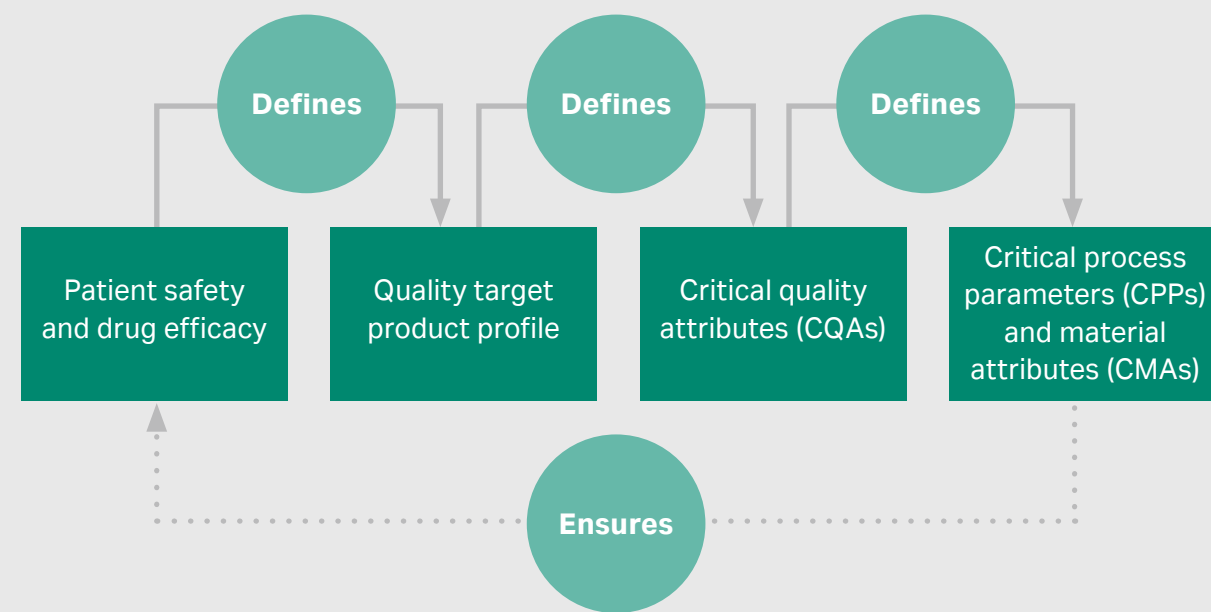 Defines
Defines
Defines
Patient safety
and drug efficacy
Quality target
product profile
Critical quality
attributes (CQAs)
Critical process
parameters (CPPs)
and material
attributes (CMAs)
Ensures